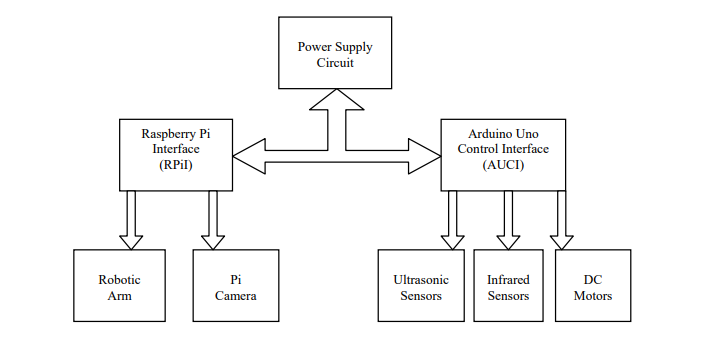 Power Supply
Circuit
Raspberry Pi
Interface
(RPiI)
Arduino Uno
Control Interface
(AUCI)
Robotic
Arm
Pi
Camera
Ultrasonic
Sensors
Infrared
Sensors
DC
Motors